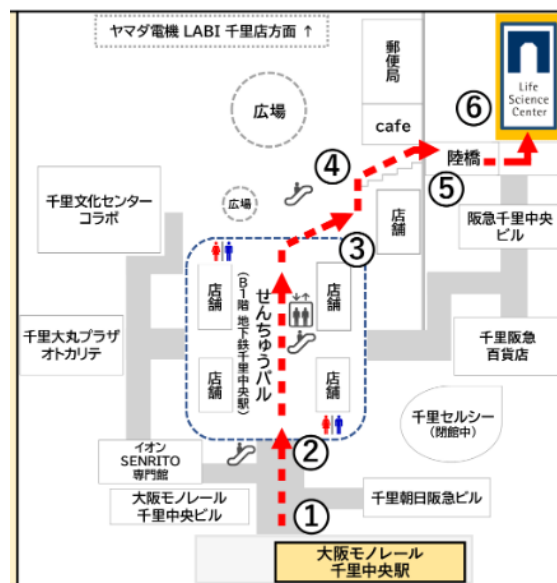 ヤマダ電機 LABI 千里店方面 ↑
広場
郵便局
cafe
⑥
Life
Science
Center
④
陸橋
⑤
千里文化センター
コラボ
広場
店舗
阪急千里中央
ビル
③
店舗
せんちゅうパル
(B1階 地下鉄千里中央駅)
店舗
千里大丸プラザ
オトカリテ
千里阪急
百貨店
店舗
店舗
千里セルシー
(閉館中)
イオン
SENRITO
専門館
②
大阪モノレール
千里中央ビル
千里朝日阪急ビル
①
大阪モノレール
千里中央駅